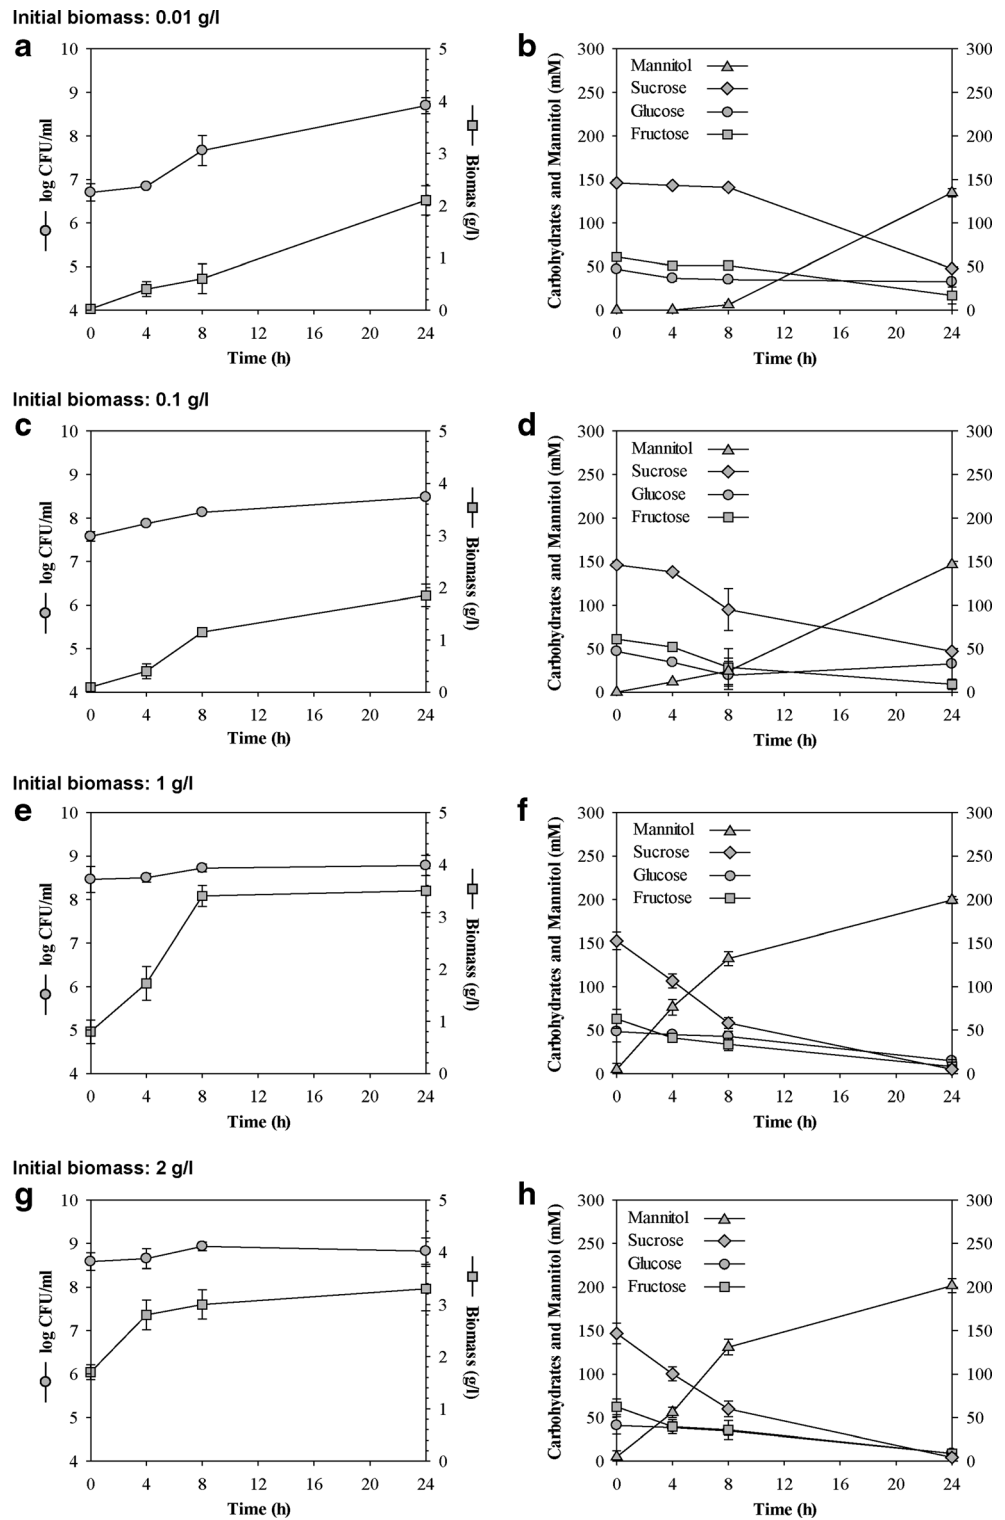 Initial biomass: 0.01 g/l
a
10
9
8
7
6
5
4
5
4
3
2
1
0
log CFU/ml
Biomas (g/l)
0 4 8 12 16 20 24
Time (h)
b
300
250
200
150
100
50
0
Carbohydrates and Mannitol (mM)
Mannitol
Sucrose
Glucose
Fructose
300
250
200
150
100
50
0
0 4 8 12 16 20 24
Time (h)
Initial biomass: 0.1 g/l
c
10
9
8
7
6
5
4
5
4
3
2
1
0
log CFU/ml
Biomass (g/l)
0 4 8 12 16 20 24
Time (h)
d
300
250
200
150
100
50
0
Carbohydrates and Mannitol (mM)
Mannitol
Sucrose
Glucose
Fructose
300
250
200
150
100
50
0
0 4 8 12 16 20 24
Time (h)
Initial biomass: 1 g/l
e
10
9
8
7
6
5
4
5
4
3
2
1
0
log CFU/ml
Biomass (g/l)
0 4 8 12 16 20 24
Time (h)
f
300
250
200
150
100
50
0
Carbohydrates and Mannitol (mM)
Mannitol
Sucrose
Glucose
Fructose
300
250
200
150
100
50
0
0 4 8 12 16 20 24
Time (h)
Initial biomass: 2 g/l
g
10
9
8
7
6
5
4
5
4
3
2
1
0
log CFU/ml
Biomass (g/l)
0 4 8 12 16 20 24
Time (h)
h
300
250
200
150
100
50
0
Carbohydrates and Mannitol (mM)
Mannitol
Sucrose
Glucose
Fructose
300
250
200
150
100
50
0
0 4 8 12 16 20 24
Time (h)